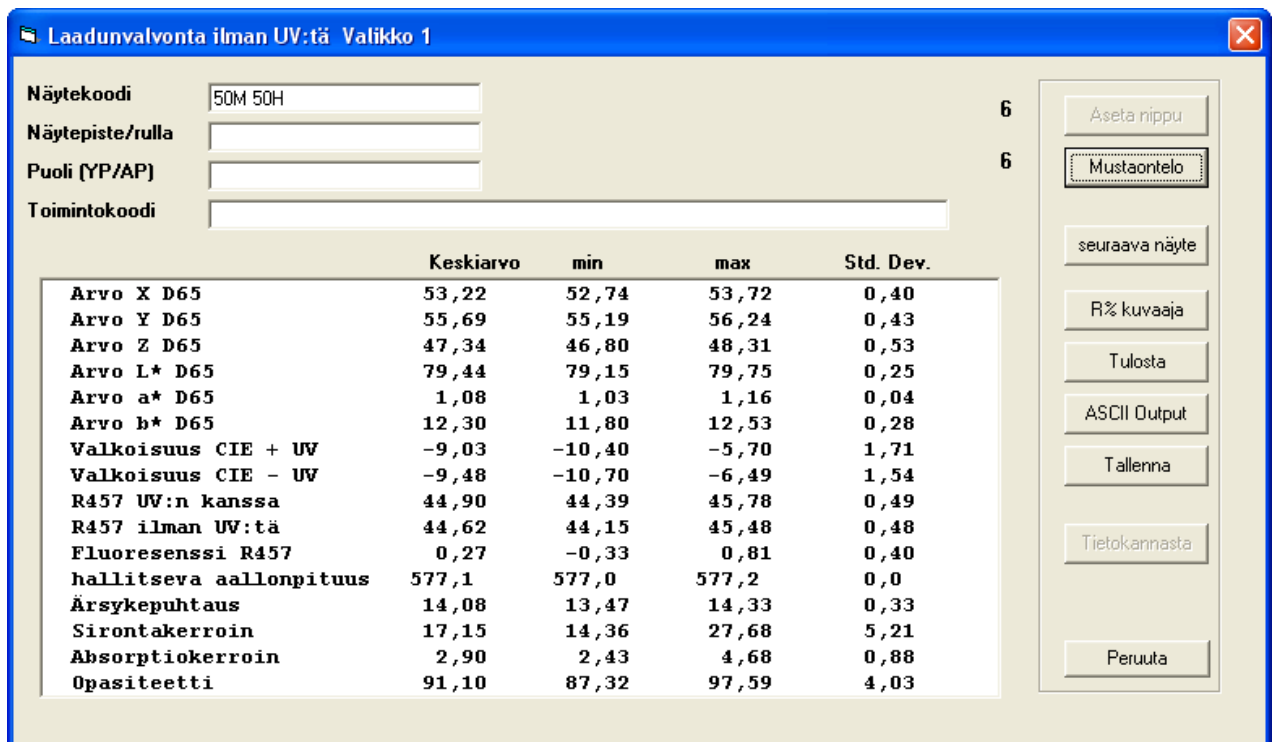 Laadunvalvonta ilman UV:tä Valikko 1
Näytekoodi 50M 50H 6
Näytepiste/rulla
Puoli (YP/AP) 6
Toimintokoodi
Keskiarvo min max Std. Dev.
Arvo X D65 53,22 52,74 53,72 0,40
Arvo Y D65 55,69 55,19 56,24 0,43
Arvo Z D65 47,34 46,80 48,31 0,53
Arvo L* D65 79,44 79,15 79,75 0,25
Arvo a* D65 1,08 1,03 1,16 0,04
Arvo b* D65 12,30 11,80 12,53 0,28
Valkoisuus CIE + UV -9,03 -10,40 -5,70 1,71
Valkoisuus CIE - UV -9,48 -10,70 -6,49 1,54
R457 UV:n kanssa 44,90 44,39 45,78 0,49
R457 ilman UV:tä 44,62 44,15 45,48 0,48
Fluoresenssi R457 0,27 -0,33 0,81 0,40
hallitseva aallonpituus 577,1 577,0 577,2 0,0
Ärsykepuhtaus 14,08 13,47 14,33 0,33
Sirontakerroin 17,15 14,36 27,68 5,21
Absorptiokerroin 2,90 2,43 4,68 0,88
Opasiteetti 91,10 87,32 97,59 4,03
Aseta nippu
Mustaontelo
seuraava näyte
R% kuvaaja
Tulosta
ASCII Output
Tallenna
Tietokannasta
Peruuta